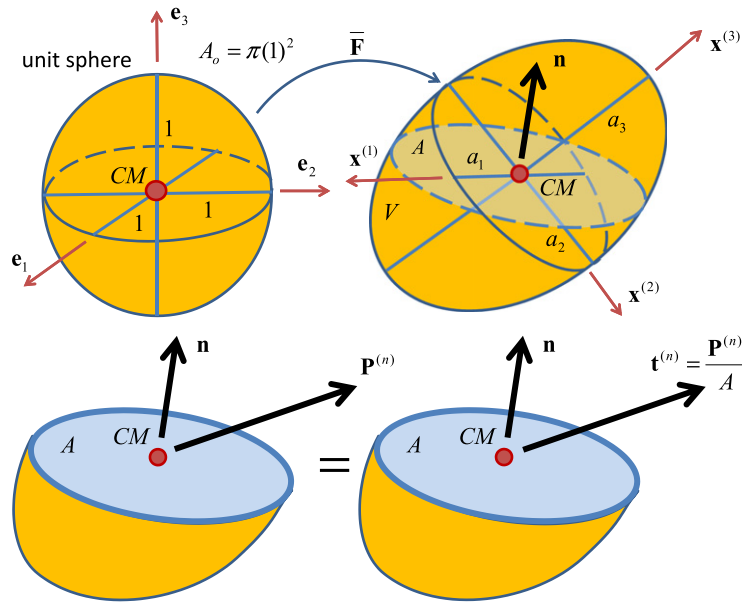 e₃
unit sphere
Aₒ = π(1)²
F̄
n
x⁽³⁾
1
a₃
A
x⁽¹⁾
a₁
e₂
CM
CM
1
1
V
a₂
e₁
x⁽²⁾
n
P⁽ⁿ⁾
A
CM
=
n
t⁽ⁿ⁾ = P⁽ⁿ⁾/A
A
CM